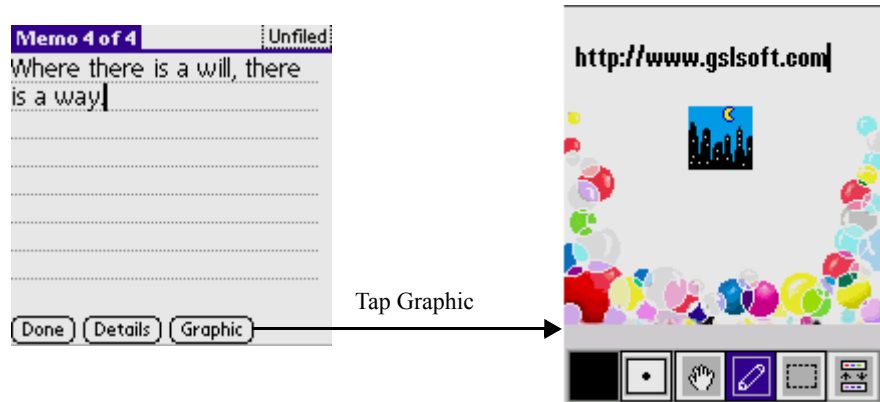 Memo 4 of 4
Unfiled
Where there is a will, there
is a way.
Done
Details
Graphic
Tap Graphic
http://www.gslsoft.com